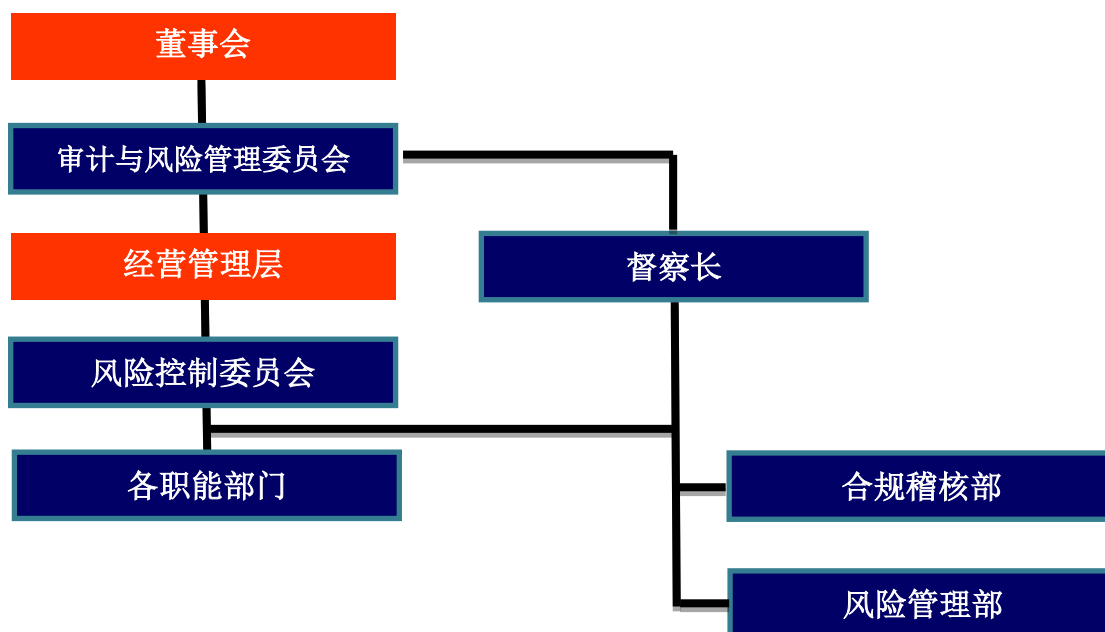 董事会
审计与风险管理委员会
经营管理层
督察长
风险控制委员会
各职能部门
合规稽核部
风险管理部